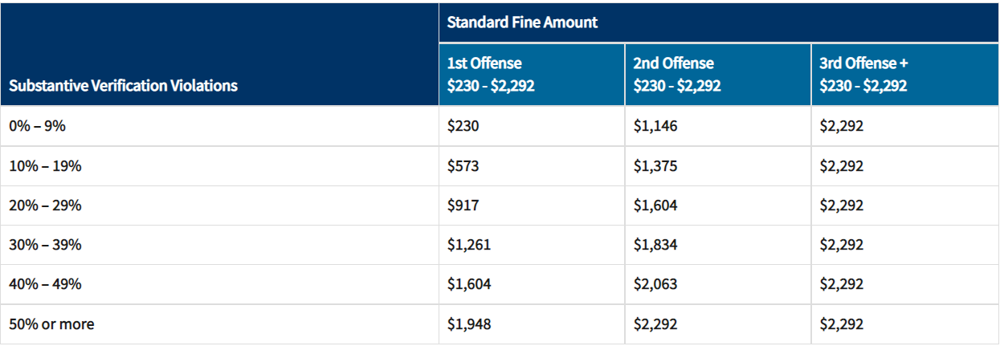 Standard Fine Amount
Substantive Verification Violations
1st Offense
$230 - $2,292
2nd Offense
$230 - $2,292
3rd Offense +
$230 - $2,292
0% – 9% $230 $1,146 $2,292
10% – 19% $573 $1,375 $2,292
20% – 29% $917 $1,604 $2,292
30% – 39% $1,261 $1,834 $2,292
40% – 49% $1,604 $2,063 $2,292
50% or more $1,948 $2,292 $2,292